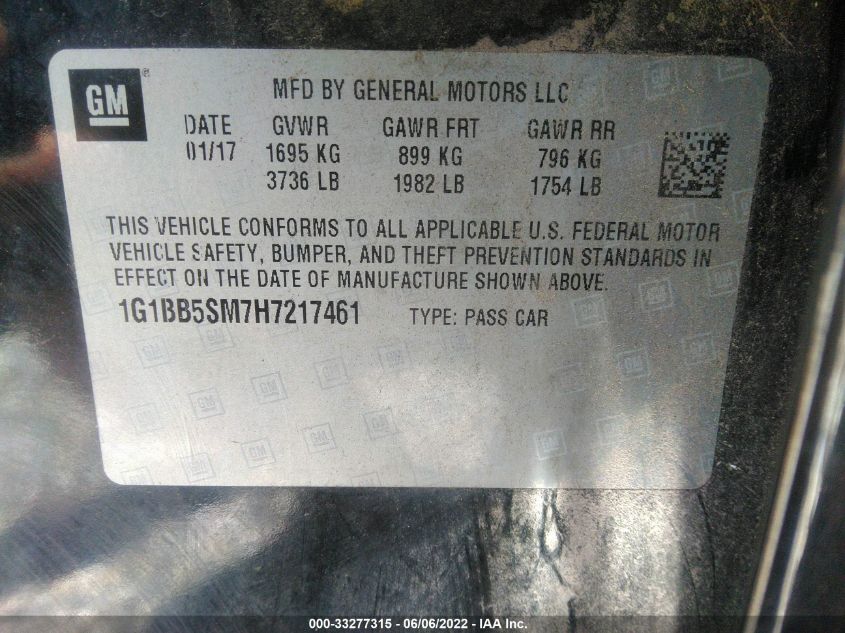 GM ®
MFD BY GENERAL MOTORS LLC
DATE GVWR GAWR FRT GAWR RR
01/17 1695 KG 899 KG 796 KG
3736 LB 1982 LB 1754 LB
THIS VEHICLE CONFORMS TO ALL APPLICABLE U.S. FEDERAL MOTOR
VEHICLE SAFETY, BUMPER, AND THEFT PREVENTION STANDARDS IN
EFFECT ON THE DATE OF MANUFACTURE SHOWN ABOVE.
1G1BB5SM7H7217461 TYPE: PASS CAR
000-33277315 - 06/06/2022 - IAA Inc.